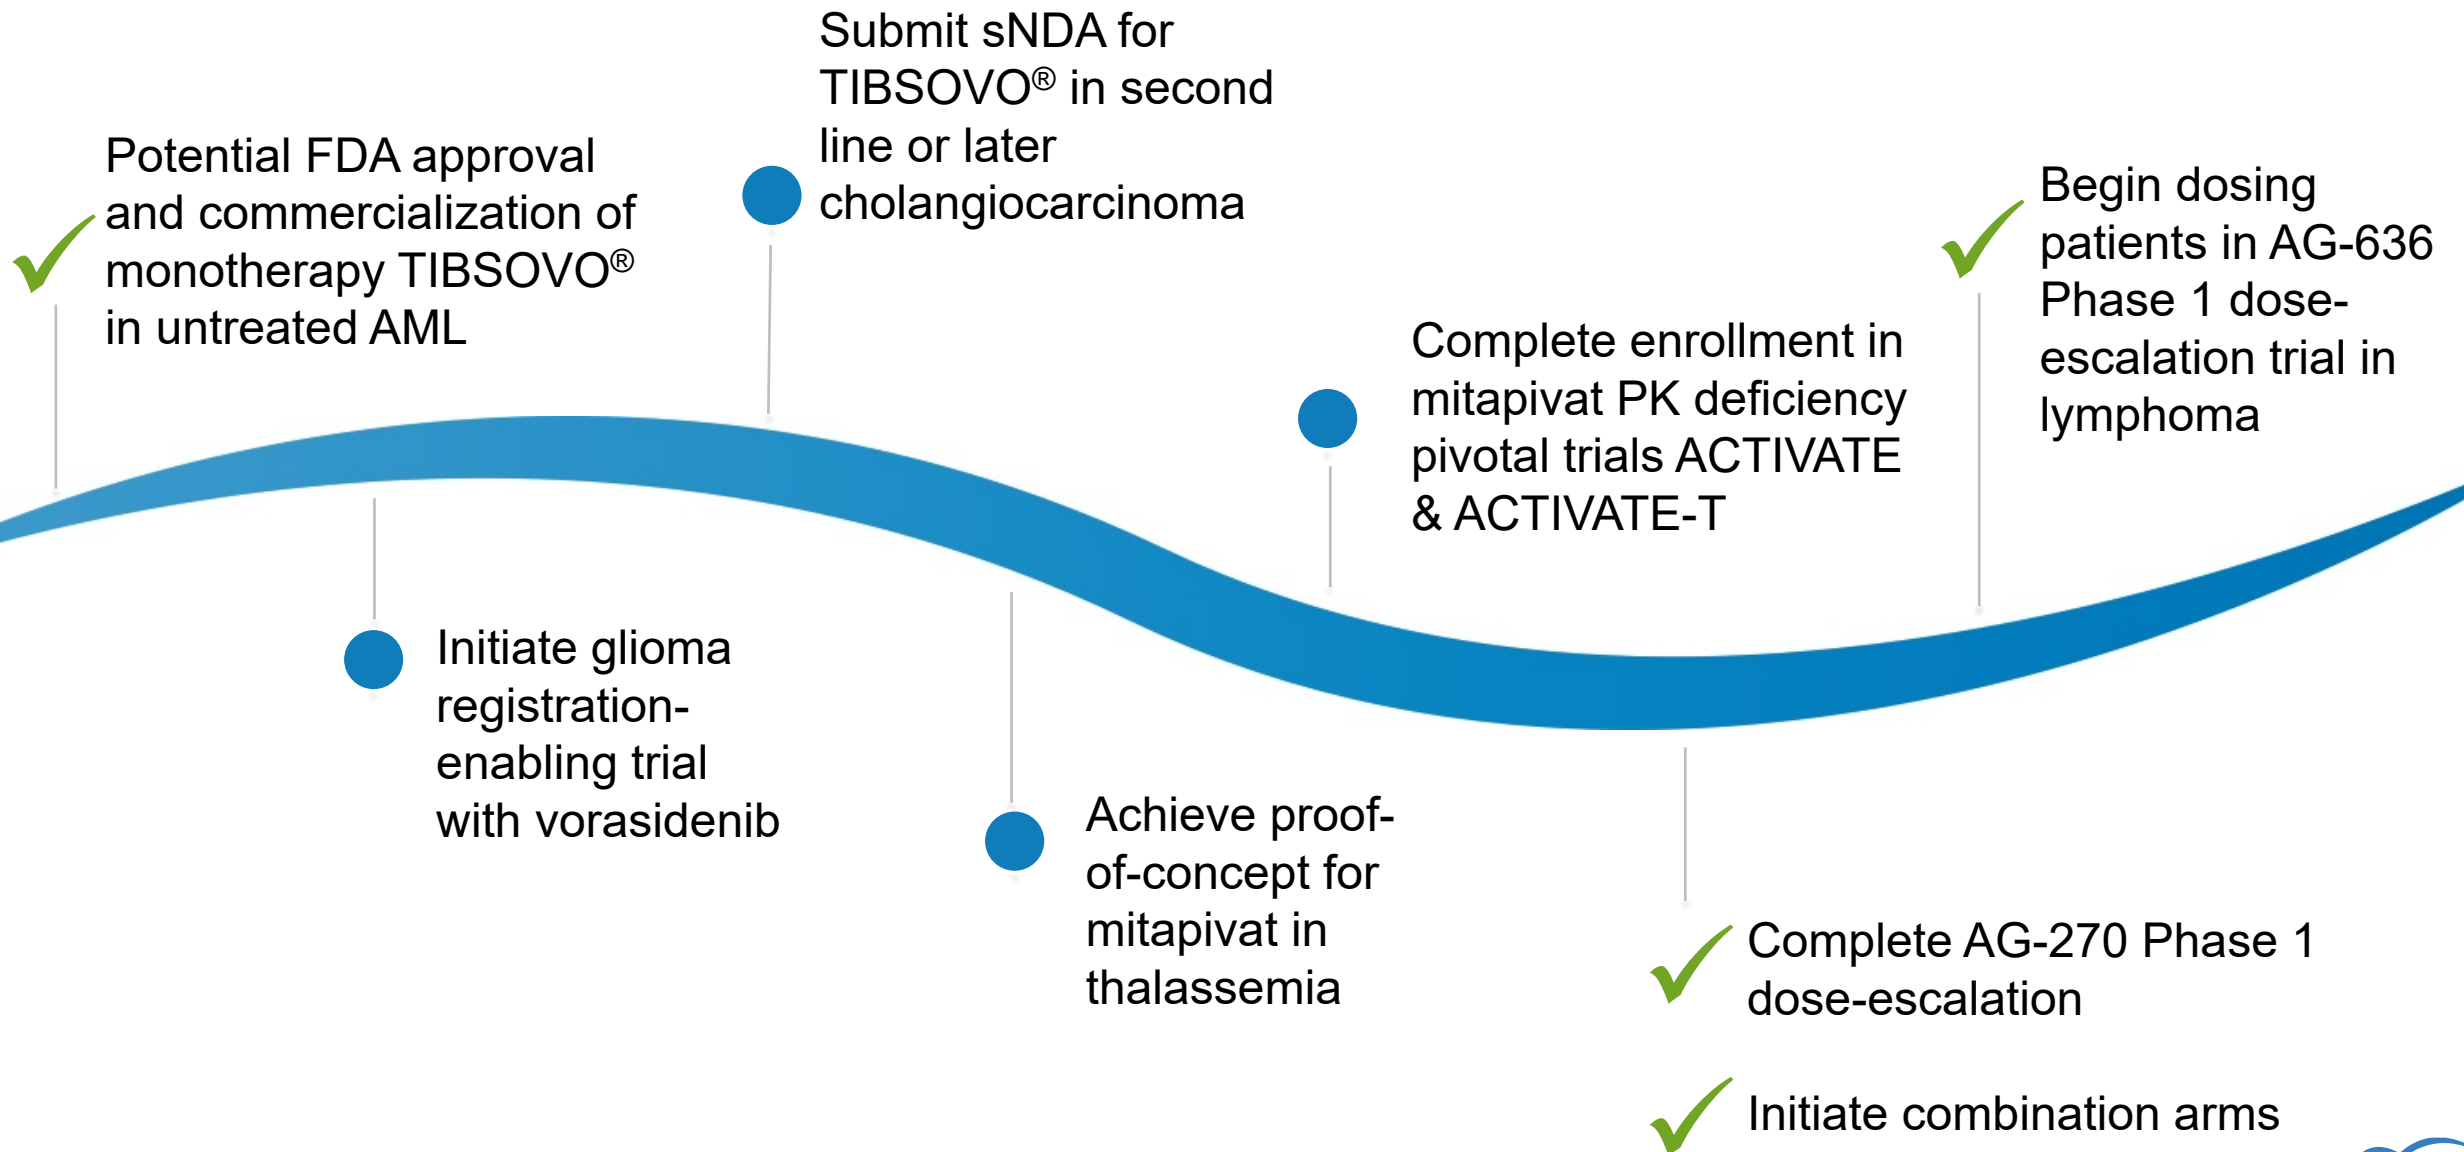 Potential FDA approval
and commercialization of
monotherapy TIBSOVO®
in untreated AML
Initiate glioma
registration-
enabling trial
with vorasidenib
Submit sNDA for
TIBSOVO® in second
line or later
cholangiocarcinoma
Achieve proof-
of-concept for
mitapivat in
thalassemia
Complete enrollment in
mitapivat PK deficiency
pivotal trials ACTIVATE
& ACTIVATE-T
Complete AG-270 Phase 1
dose-escalation
Initiate combination arms
Begin dosing
patients in AG-636
Phase 1 dose-
escalation trial in
lymphoma